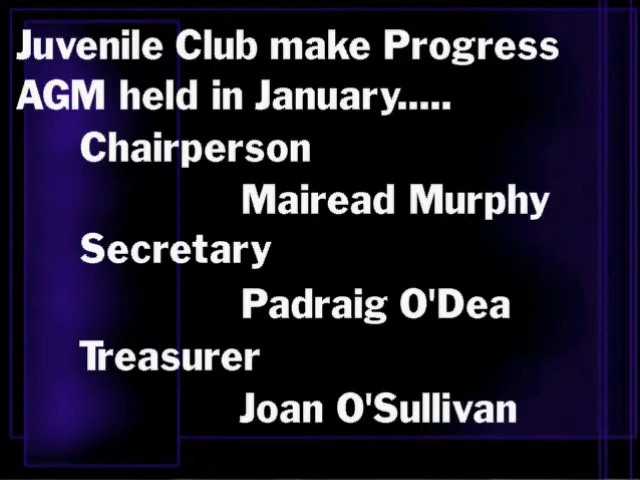 Juvenile Club make Progress
AGM held in January.....
Chairperson
Mairead Murphy
Secretary
Padraig O'Dea
Treasurer
Joan O'Sullivan